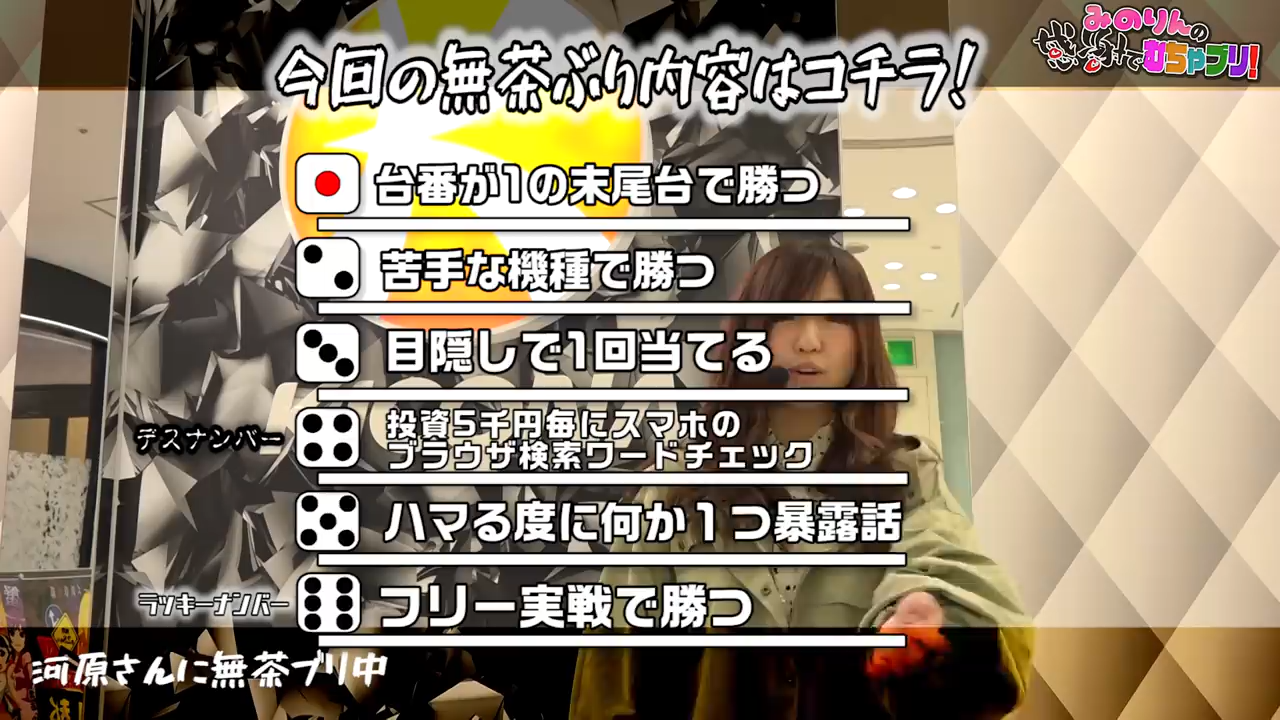 みのりんの
感謝でむちゃブリ!
今回の無茶ぶり内容はコチラ!
台番が1の末尾台で勝つ
苦手な機種で勝つ
目隠しで1回当てる
デスナンバー
投資5千円毎にスマホの
ブラウザ検索ワードチェック
ハマる度に何か1つ暴露話
ラッキーナンバー
フリー実戦で勝つ
河原さんに無茶ブリ中